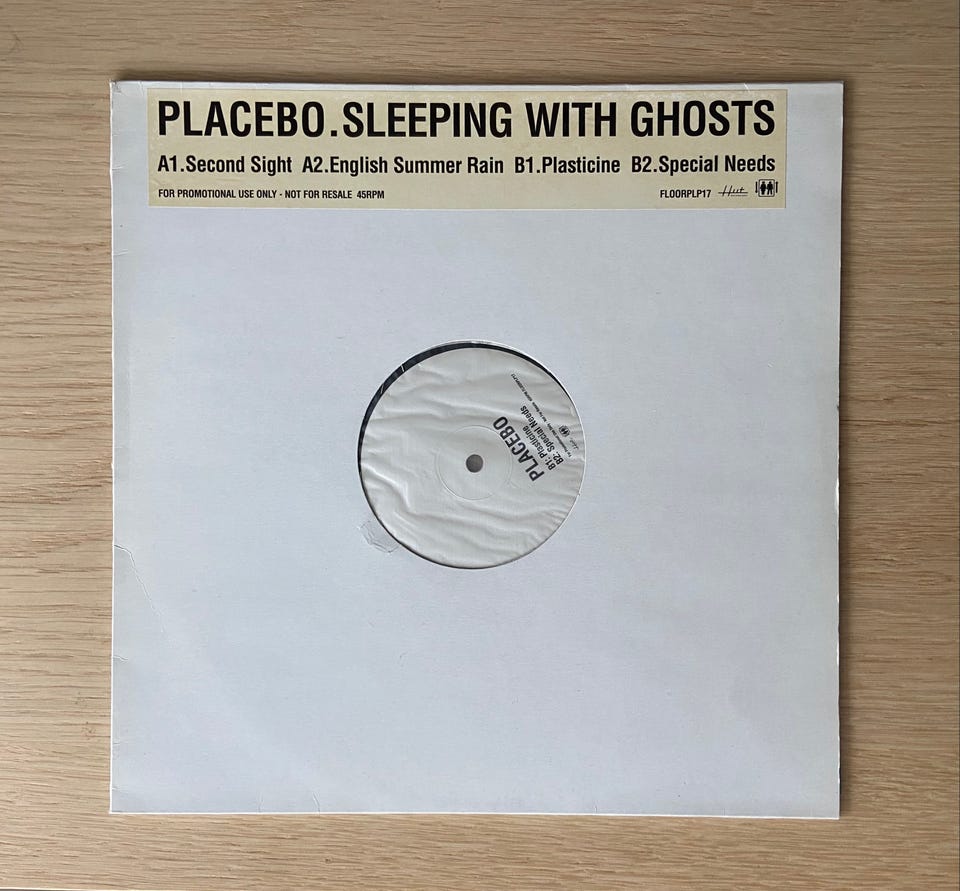 PLACEBO.SLEEPING WITH GHOSTS
A1.Second Sight A2.English Summer Rain B1.Plasticine B2.Special Needs
FOR PROMOTIONAL USE ONLY - NOT FOR RESALE 45RPM
FLOORPLP17 Hut
PLACEBO
B1: Plasticine
B2: Special Needs